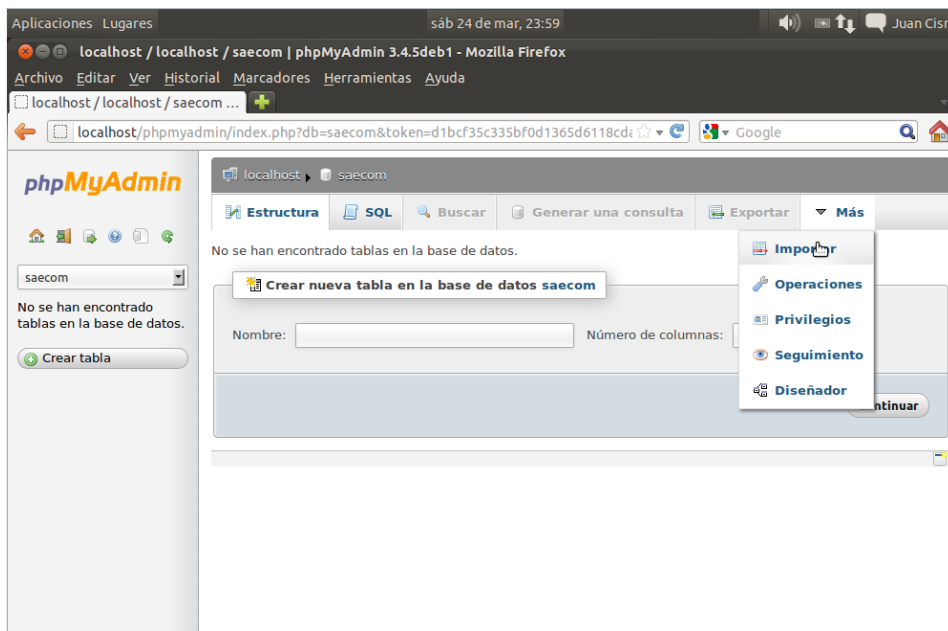 Aplicaciones Lugares sáb 24 de mar, 23:59 Juan
localhost / localhost / saecom | phpMyAdmin 3.4.5deb1 - Mozilla Firefox
Archivo Editar Ver Historial Marcadores Herramientas Ayuda
localhost / localhost / saecom ...
localhost/phpmyadmin/index.php?db=saecom&token=d1bcf35c335bf0d1365d6118cd Google
phpMyAdmin
localhost saecom
Estructura SQL Buscar Generar una consulta Exportar Más
saecom
No se han encontrado
tablas en la base de datos.
Crear tabla
No se han encontrado tablas en la base de datos.
Crear nueva tabla en la base de datos saecom
Nombre: Número de columnas:
Importar
Operaciones
Privilegios
Seguimiento
Diseñador